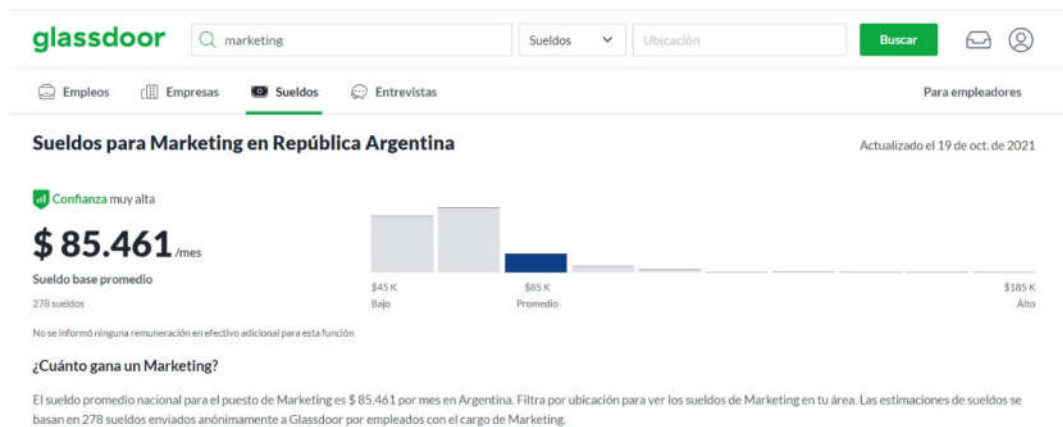 glassdoor
marketing
Sueldos
Ubicación
Buscar
Empleos
Empresas
Sueldos
Entrevistas
Para empleadores
Sueldos para Marketing en República Argentina
Actualizado el 19 de oct. de 2021
Confianza muy alta
$ 85.461 /mes
Sueldo base promedio
278 sueldos
$45 K
Bajo
$85 K
Promedio
$185 K
Alto
No se informó ninguna remuneración en efectivo adicional para esta función
¿Cuánto gana un Marketing?
El sueldo promedio nacional para el puesto de Marketing es $ 85.461 por mes en Argentina. Filtra por ubicación para ver los sueldos de Marketing en tu área. Las estimaciones de sueldos se
basan en 278 sueldos enviados anónimamente a Glassdoor por empleados con el cargo de Marketing.